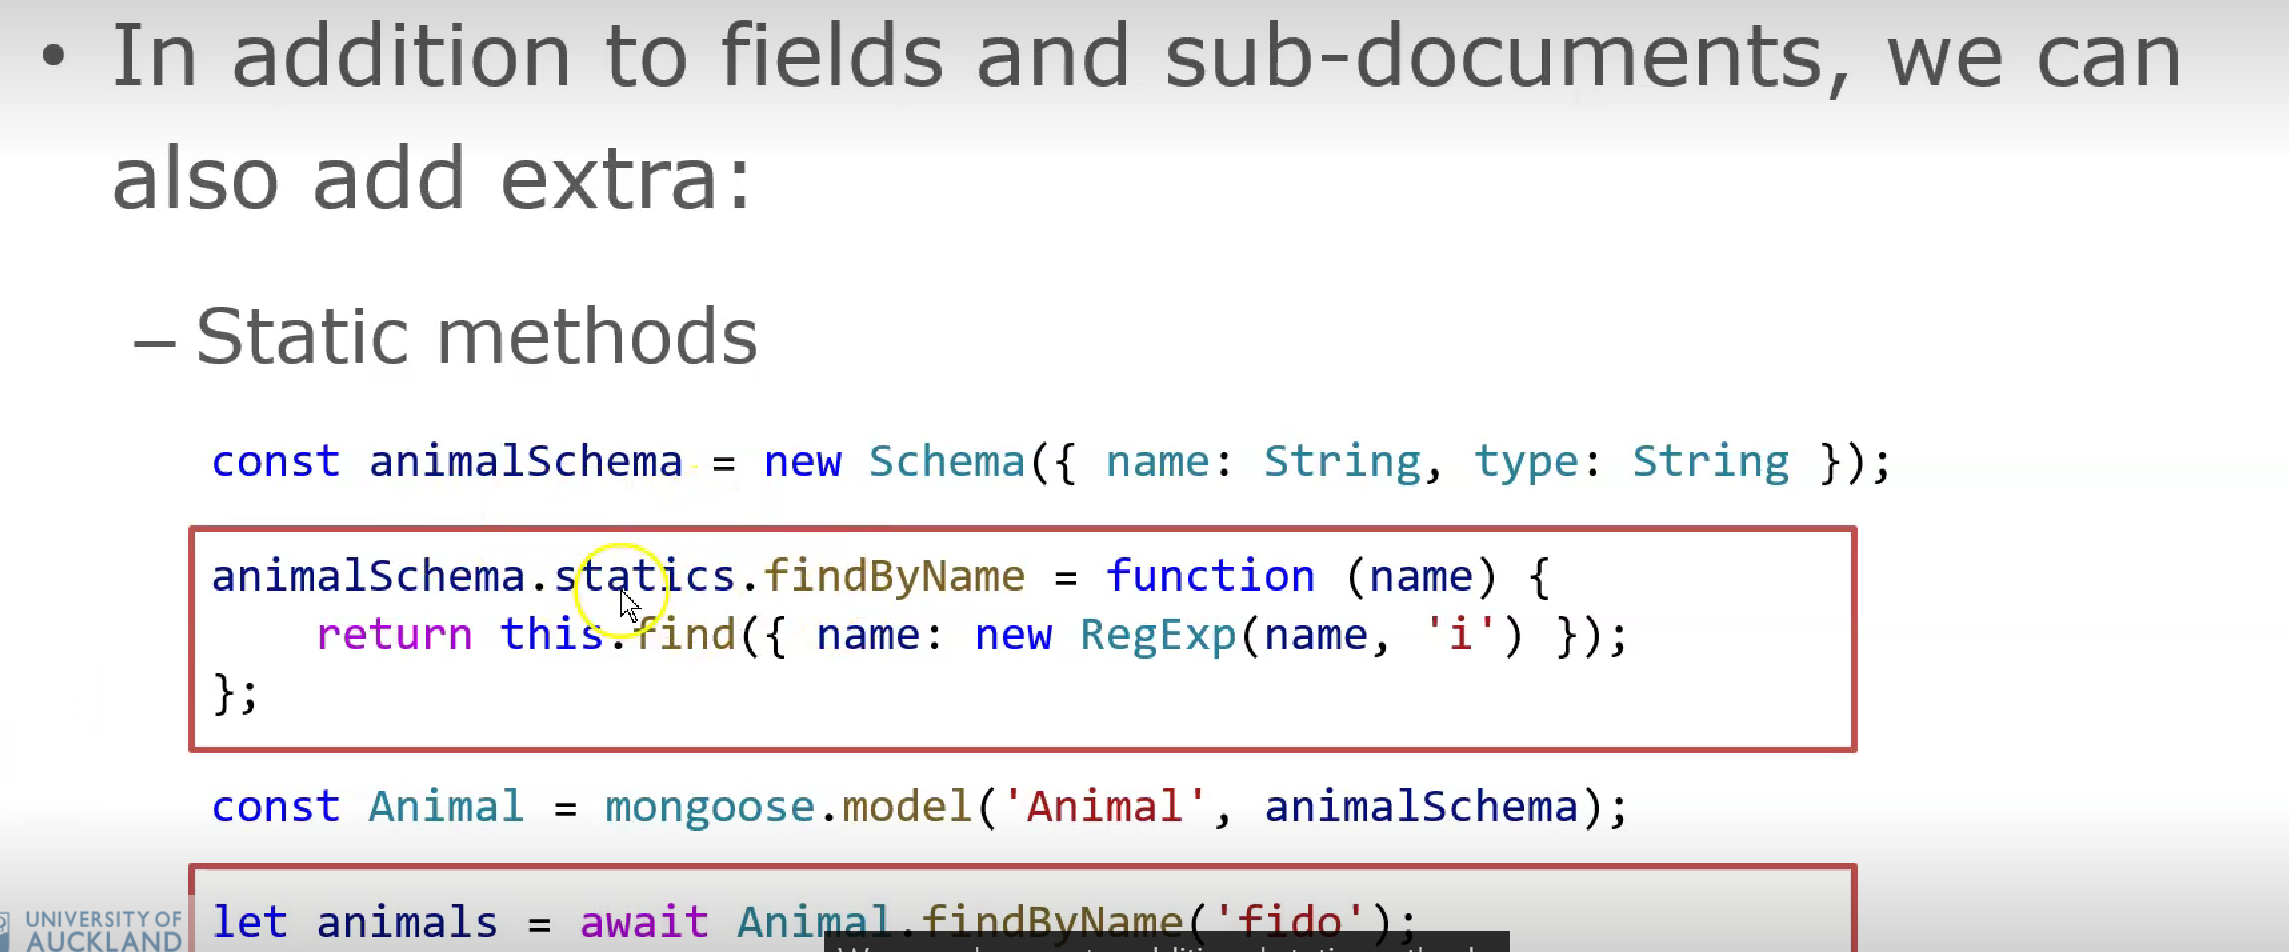 • In addition to fields and sub-documents, we can
also add extra:
– Static methods
const animalSchema = new Schema({ name: String, type: String });
animalSchema.statics.findByName = function (name) {
    return this.find({ name: new RegExp(name, 'i') });
};
const Animal = mongoose.model('Animal', animalSchema);
let animals = await Animal.findByName('fido');
UNIVERSITY OF
AUCKLAND